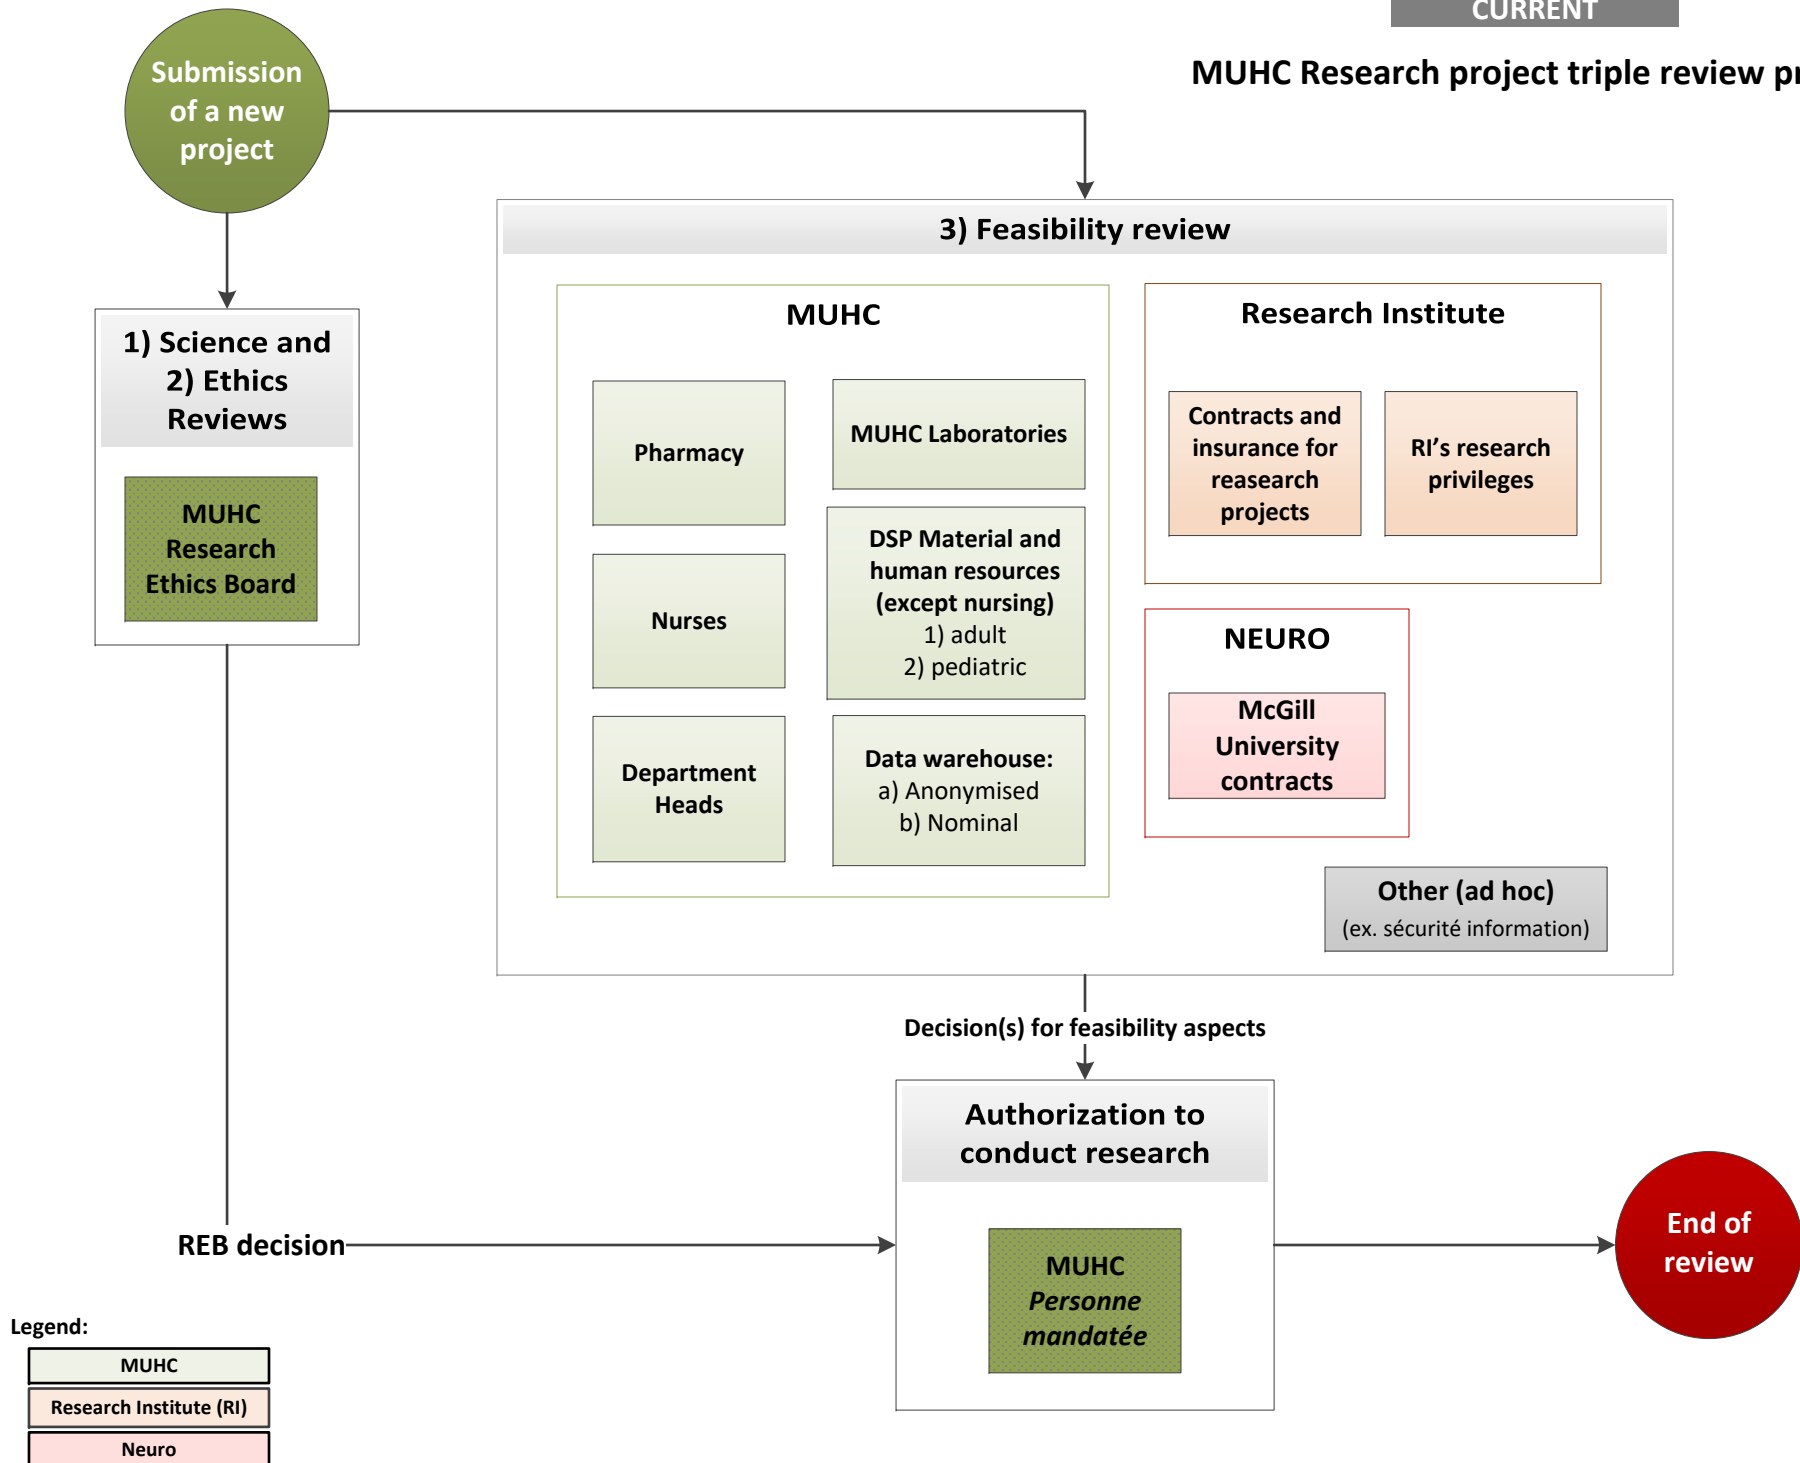 CURRENT
MUHC Research project triple review pr
Submission
of a new
project
3) Feasibility review
1) Science and
2) Ethics
Reviews
MUHC
Research
Ethics Board
MUHC
Pharmacy
MUHC Laboratories
Nurses
DSP Material and
human resources
(except nursing)
1) adult
2) pediatric
Department
Heads
Data warehouse:
a) Anonymised
b) Nominal
Research Institute
Contracts and
insurance for
reasearch
projects
RI’s research
privileges
NEURO
McGill
University
contracts
Other (ad hoc)
(ex. sécurité information)
Decision(s) for feasibility aspects
Authorization to
conduct research
REB decision
MUHC
Personne
mandatée
End of
review
Legend:
MUHC
Research Institute (RI)
Neuro